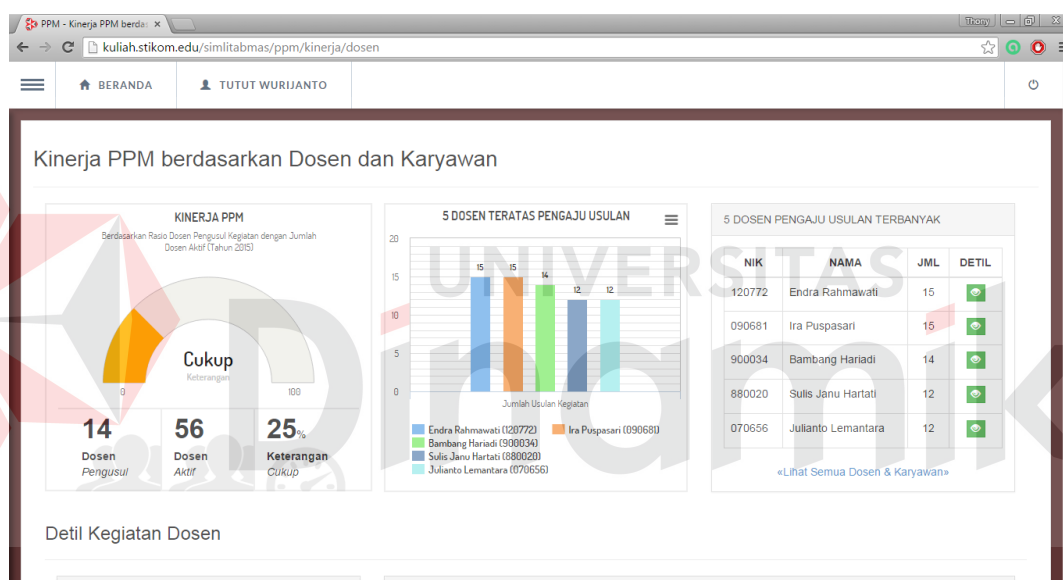 PPM - Kinerja PPM berdas
Thony
kuliah.stikom.edu/simlitabmas/ppm/kinerja/dosen
BERANDA
TUTUT WURIJANTO
Kinerja PPM berdasarkan Dosen dan Karyawan
KINERJA PPM
Berdasarkan Rasio Dosen Pengusul Kegiatan dengan Jumlah
Dosen Aktif (Tahun 2015)
Cukup
Keterangan
0 100
14 56 25%
Dosen Dosen Keterangan
Pengusul Aktif Cukup
5 DOSEN TERATAS PENGAJU USULAN
20
15
10
5
0
15 15 14 12 12
Jumlah Usulan Kegiatan
Endra Rahmawati (120772) Ira Puspasari (090681)
Bambang Hariadi (900034)
Sulis Janu Hartati (880020)
Julianto Lemantara (070656)
5 DOSEN PENGAJU USULAN TERBANYAK
NIK NAMA JML DETIL
120772 Endra Rahmawati 15
090681 Ira Puspasari 15
900034 Bambang Hariadi 14
880020 Sulis Janu Hartati 12
070656 Julianto Lemantara 12
«Lihat Semua Dosen & Karyawan»
Detil Kegiatan Dosen
UNIVERSITAS
Dinamik